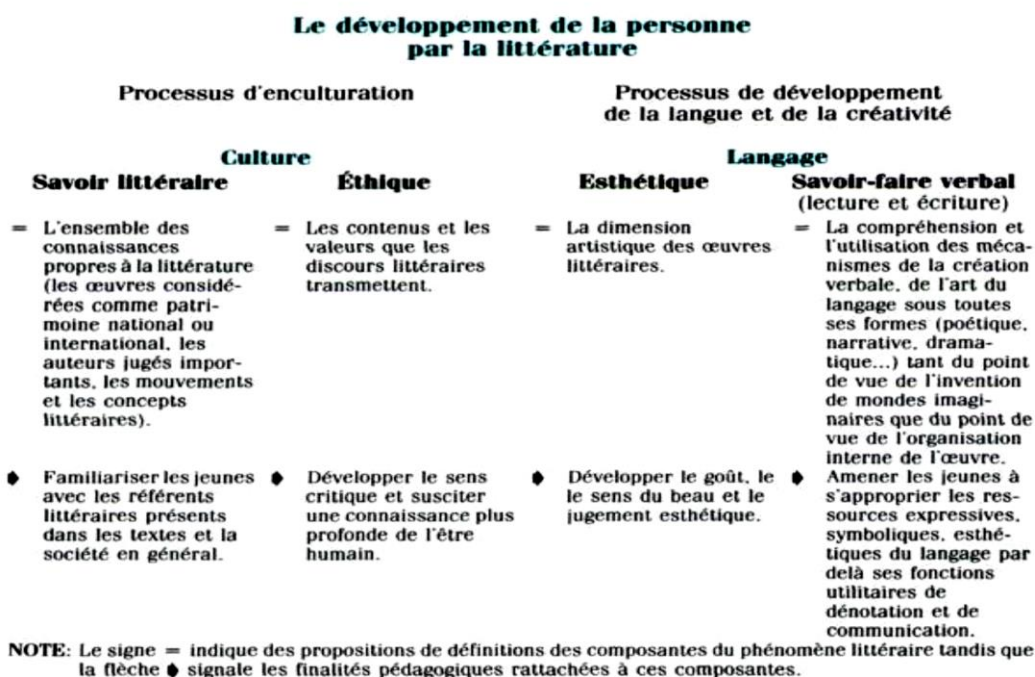 Le développement de la personne
par la littérature
Processus d'enculturation
Processus de développement
de la langue et de la créativité
Culture
Langage
Savoir littéraire
= L'ensemble des
connaissances
propres à la littérature
(les œuvres considé-
rées comme patri-
moine national ou
international, les
auteurs jugés impor-
tants, les mouvements
et les concepts
littéraires).
Éthique
= Les contenus et les
valeurs que les
discours littéraires
transmettent.
Esthétique
= La dimension
artistique des œuvres
littéraires.
Savoir-faire verbal
(lecture et écriture)
= La compréhension et
l'utilisation des méca-
nismes de la création
verbale, de l'art du
langage sous toutes
ses formes (poétique,
narrative, drama-
tique...) tant du point
de vue de l'invention
de mondes imagi-
naires que du point de
vue de l'organisation
interne de l'œuvre.
➧ Familiariser les jeunes
avec les référents
littéraires présents
dans les textes et la
société en général.
➧ Développer le sens
critique et susciter
une connaissance plus
profonde de l'être
humain.
➧ Développer le goût, le
le sens du beau et le
jugement esthétique.
➧ Amener les jeunes à
s'approprier les res-
sources expressives,
symboliques, esthé-
tiques du langage par
delà ses fonctions
utilitaires de
dénotation et de
communication.
NOTE: Le signe = indique des propositions de définitions des composantes du phénomène littéraire tandis que
la flèche ➧ signale les finalités pédagogiques rattachées à ces composantes.